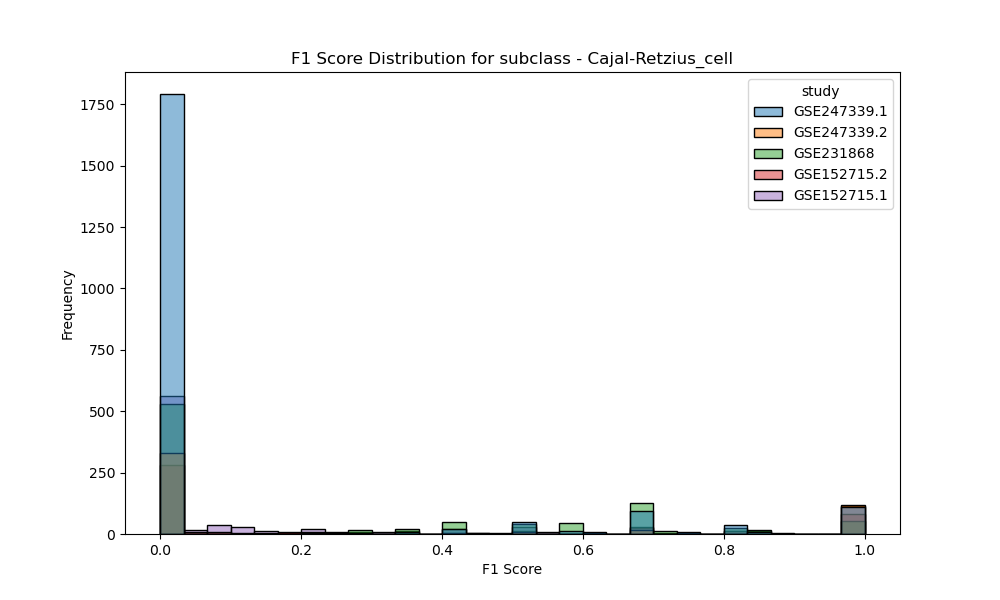 F1 Score Distribution for subclass - Cajal-Retzius_cell
study
GSE247339.1
GSE247339.2
GSE231868
GSE152715.2
GSE152715.1
Frequency
1750
1500
1250
1000
750
500
250
0
0.0
0.2
0.4
0.6
0.8
1.0
F1 Score